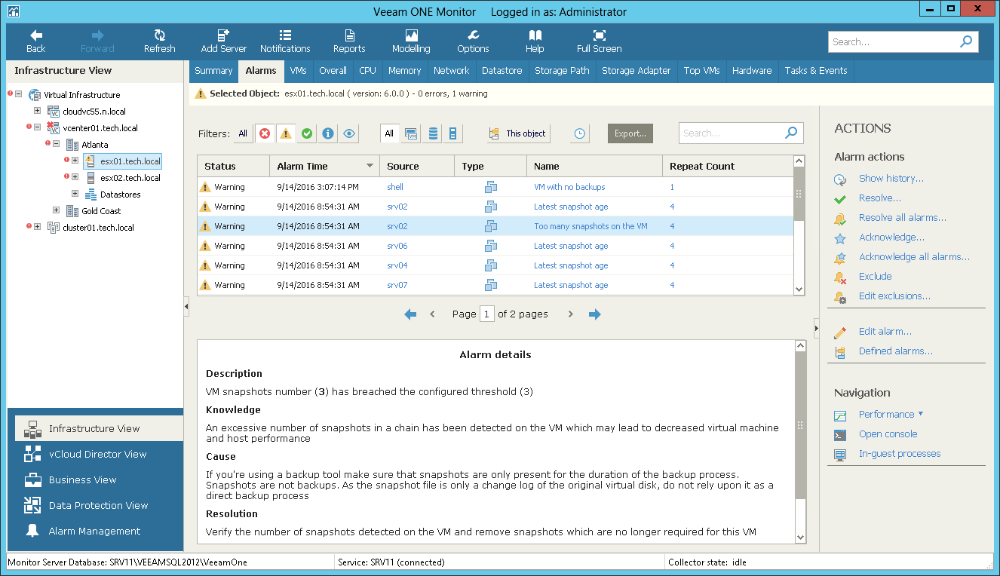 Veeam ONE Monitor Logged in as: Administrator
Back Forward Refresh Add Server Notifications Reports Modelling Options Help Full Screen Search...
Infrastructure View
Summary Alarms VMs Overall CPU Memory Network Datastore Storage Path Storage Adapter Top VMs Hardware Tasks & Events
Selected Object: esx01.tech.local ( version: 6.0.0 ) - 0 errors, 1 warning
Virtual Infrastructure
cloudvc55.n.local
vcenter01.tech.local
Atlanta
esx01.tech.local
esx02.tech.local
Datastores
Gold Coast
cluster01.tech.local
Infrastructure View
vCloud Director View
Business View
Data Protection View
Alarm Management
Filters: All All This object Export... Search...
Status Alarm Time Source Type Name Repeat Count
Warning 9/14/2016 3:07:14 PM shell VM with no backups 1
Warning 9/14/2016 8:54:31 AM srv02 Latest snapshot age 4
Warning 9/14/2016 8:54:31 AM srv02 Too many snapshots on the VM 4
Warning 9/14/2016 8:54:31 AM srv06 Latest snapshot age 4
Warning 9/14/2016 8:54:31 AM srv04 Latest snapshot age 4
Warning 9/14/2016 8:54:31 AM srv07 Latest snapshot age 4
Page 1 of 2 pages
Alarm details
Description
VM snapshots number (3) has breached the configured threshold (3)
Knowledge
An excessive number of snapshots in a chain has been detected on the VM which may lead to decreased virtual machine
and host performance
Cause
If you're using a backup tool make sure that snapshots are only present for the duration of the backup process.
Snapshots are not backups. As the snapshot file is only a change log of the original virtual disk, do not rely upon it as a
direct backup process
Resolution
Verify the number of snapshots detected on the VM and remove snapshots which are no longer required for this VM
ACTIONS
Alarm actions
Show history...
Resolve...
Resolve all alarms...
Acknowledge...
Acknowledge all alarms...
Exclude
Edit exclusions...
Edit alarm...
Defined alarms...
Navigation
Performance
Open console
In-guest processes
Monitor Server Database: SRV11\VEEAMSQL2012\VeeamOne Service: SRV11 (connected) Collector state: idle